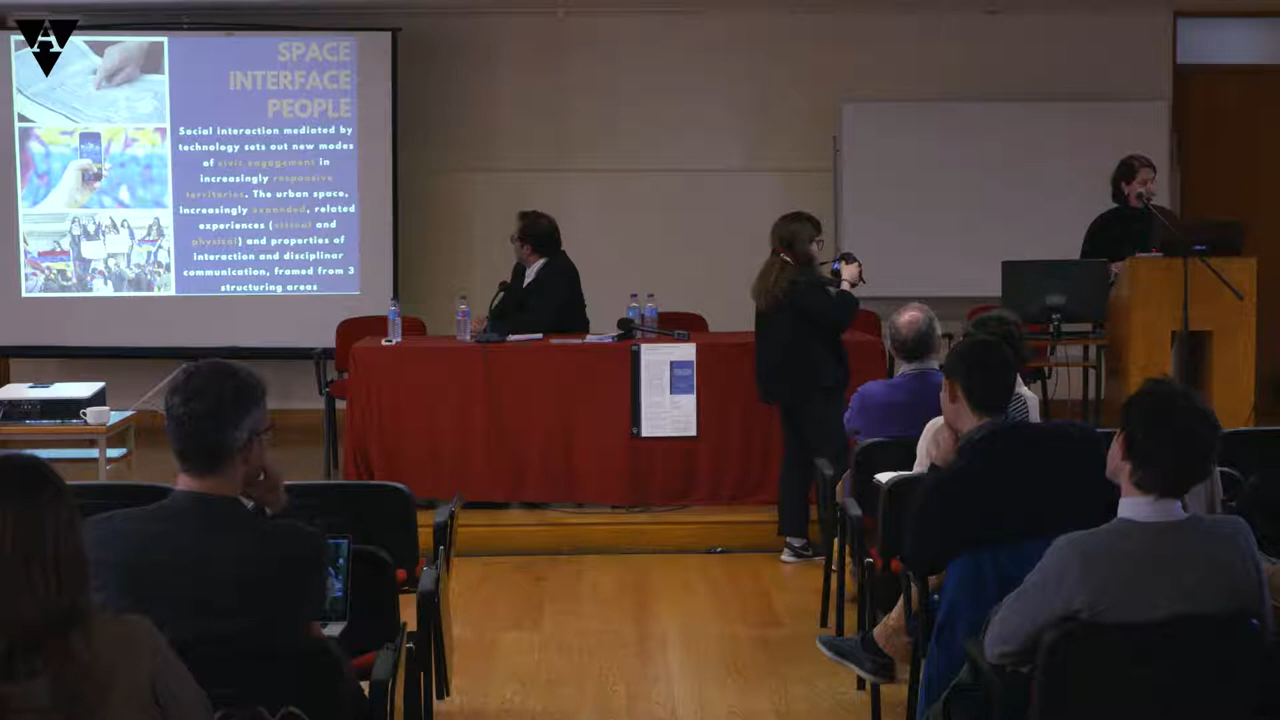 A
SPACE
INTERFACE
PEOPLE
Social interaction mediated by
technology sets out new modes
of civic engagement in
increasingly responsive
territories. The urban space,
increasingly expanded, related
experiences (virtual and
physical) and properties of
interaction and disciplinar
communication, framed from 3
structuring areas